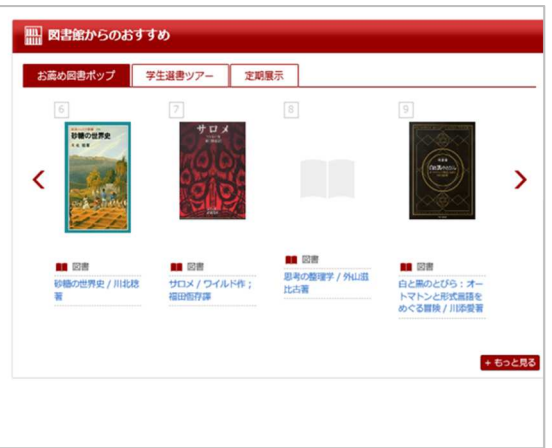 図書館からのおすすめ
お薦め図書ポップ
学生選書ツアー
定期展示
6
7
8
9
砂糖の世界史
サロメ
図書
砂糖の世界史 / 川北稔
著
図書
サロメ / ワイルド作 ;
福田恆存譯
図書
思考の整理学 / 外山滋
比古著
図書
白と黒のとびら : オー
トマトンと形式言語を
めぐる冒険 / 川添愛著
+ もっと見る